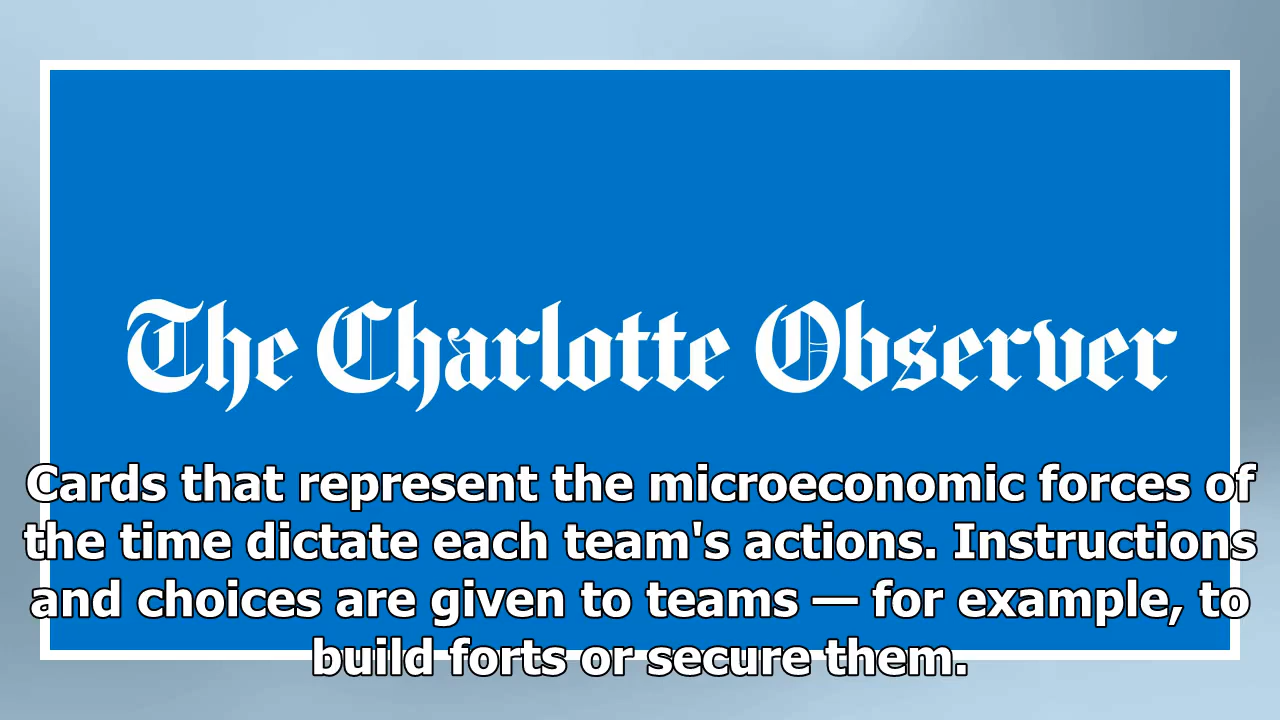 The Charlotte Observer
Cards that represent the microeconomic forces of
the time dictate each team's actions. Instructions
and choices are given to teams — for example, to
build forts or secure them.